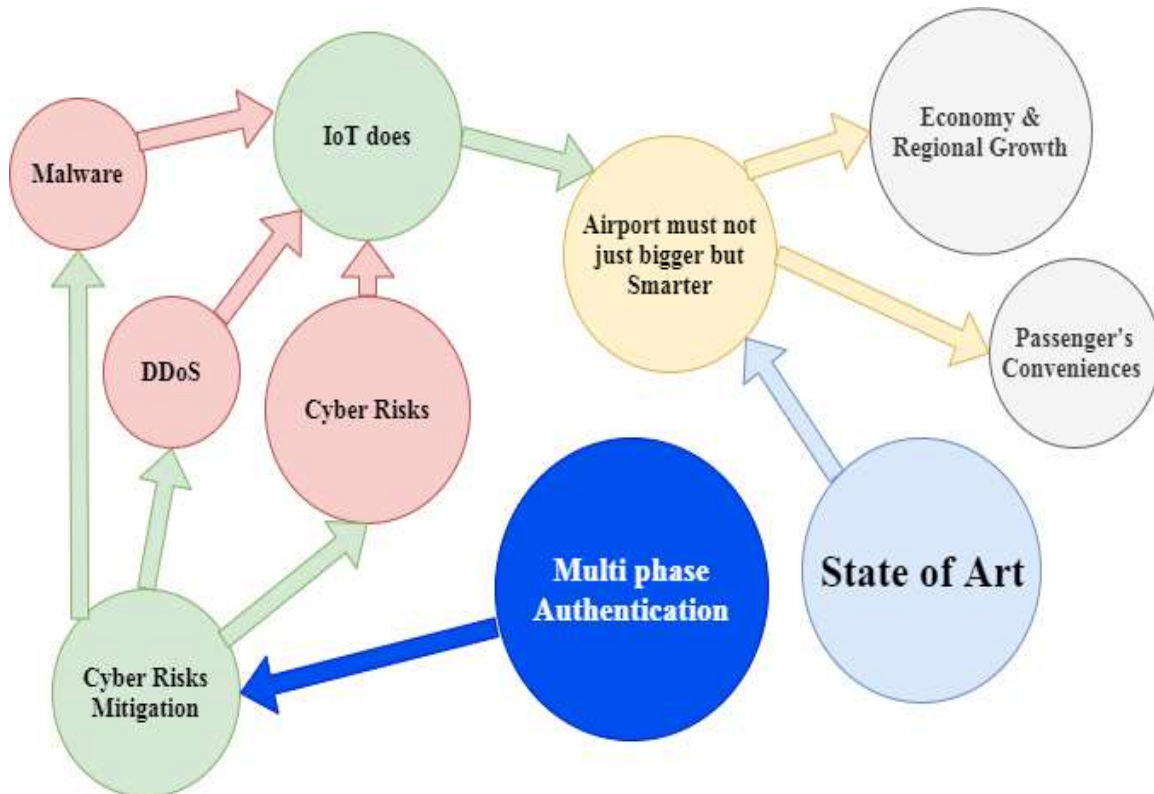 Economy &
Regional Growth
IoT does
Malware
Airport must not
just bigger but
Smarter
Passenger's
Conveniences
DDoS
Cyber Risks
Multi phase
Authentication
State of Art
Cyber Risks
Mitigation